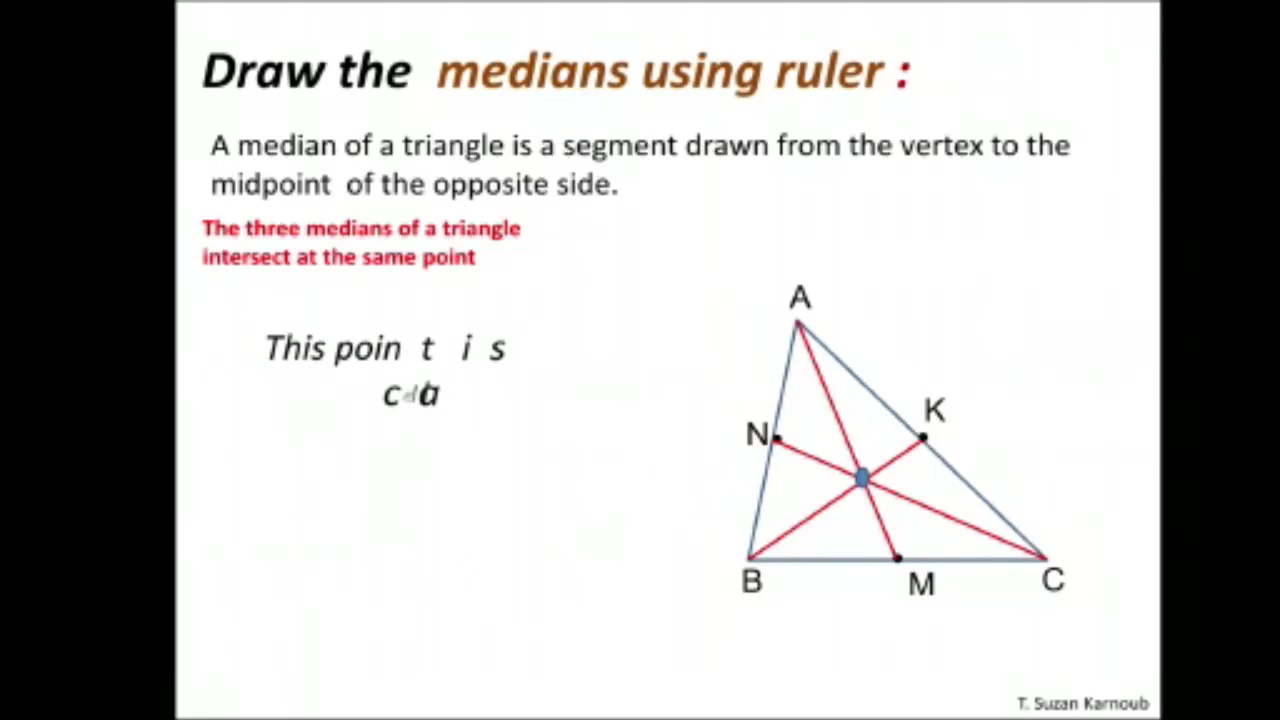 Draw the medians using ruler :
A median of a triangle is a segment drawn from the vertex to the
midpoint of the opposite side.
The three medians of a triangle
intersect at the same point
This poin t i s
c a
A
K
N
B
M
C
T. Suzan Karnoub